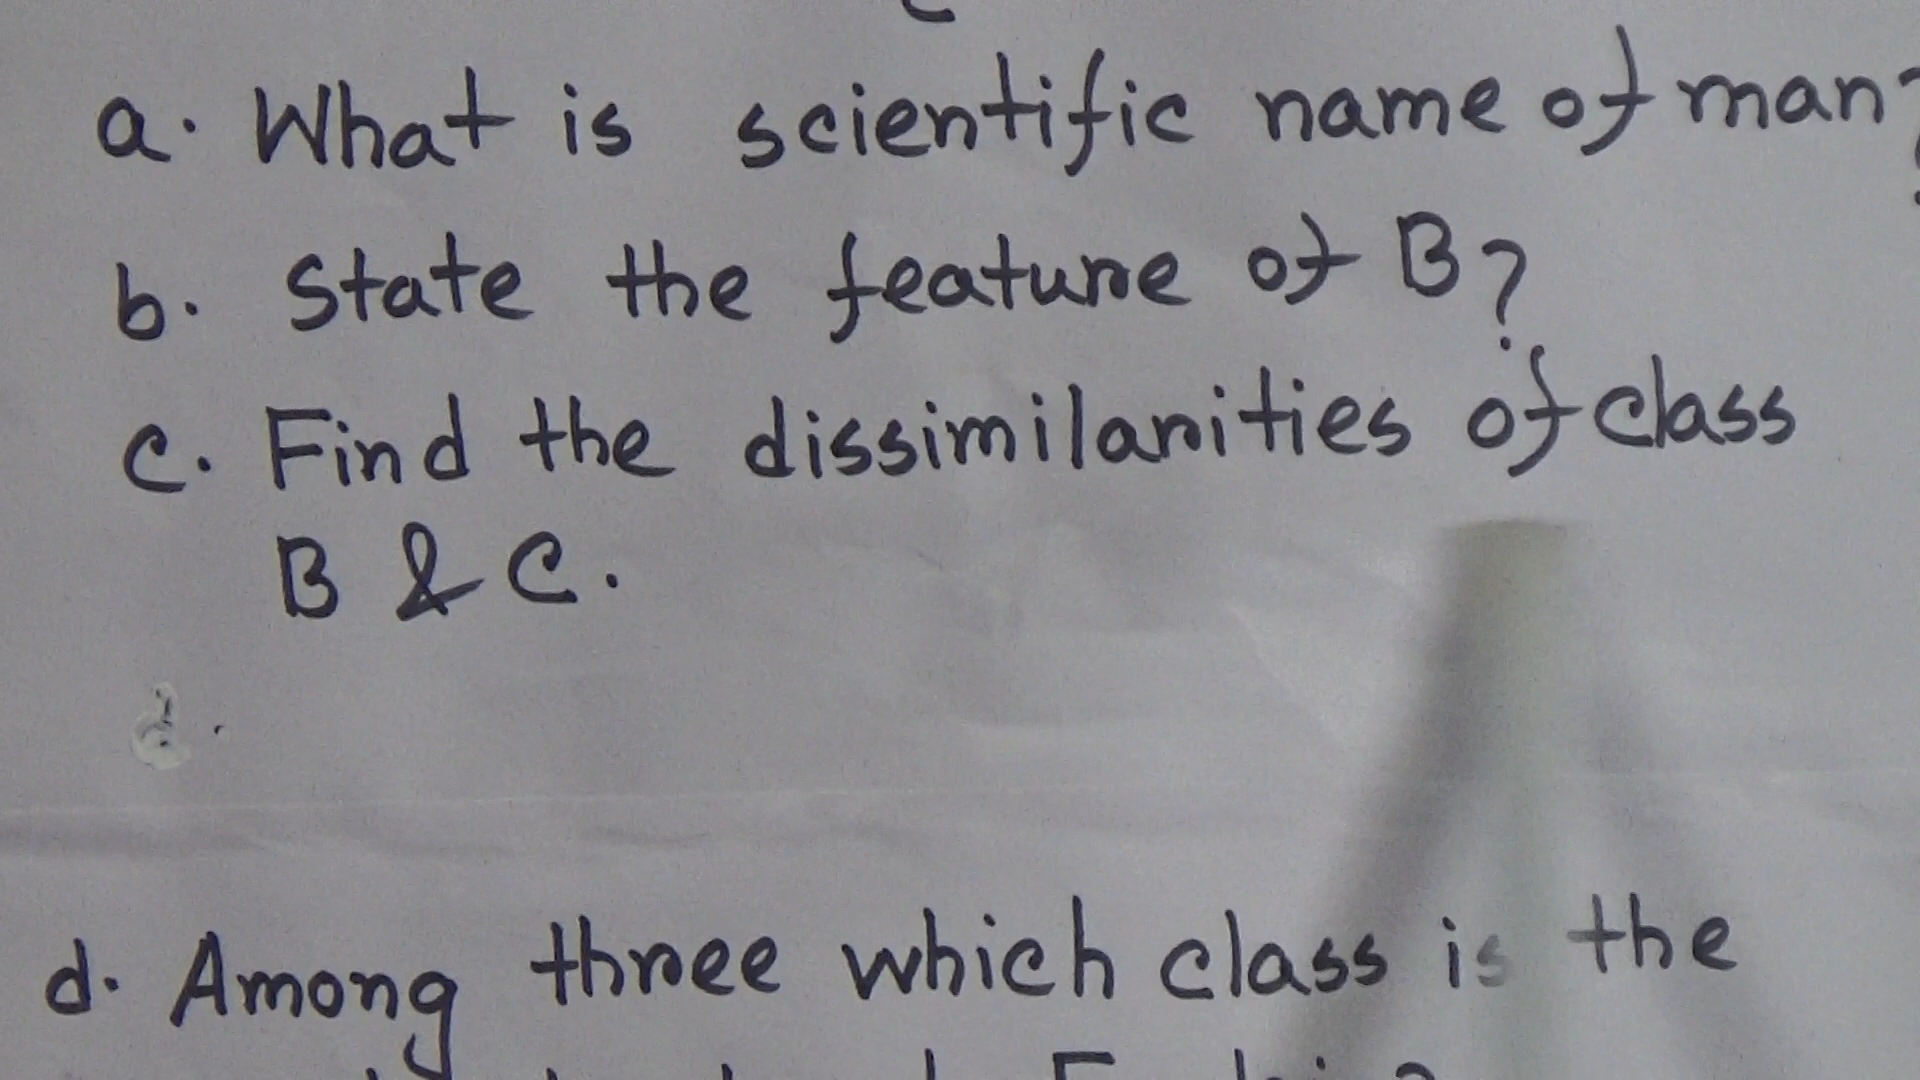 a. What is scientific name of man?
b. State the feature of B?
c. Find the dissimilarities of class
B & C.
d.
d. Among three which class is the